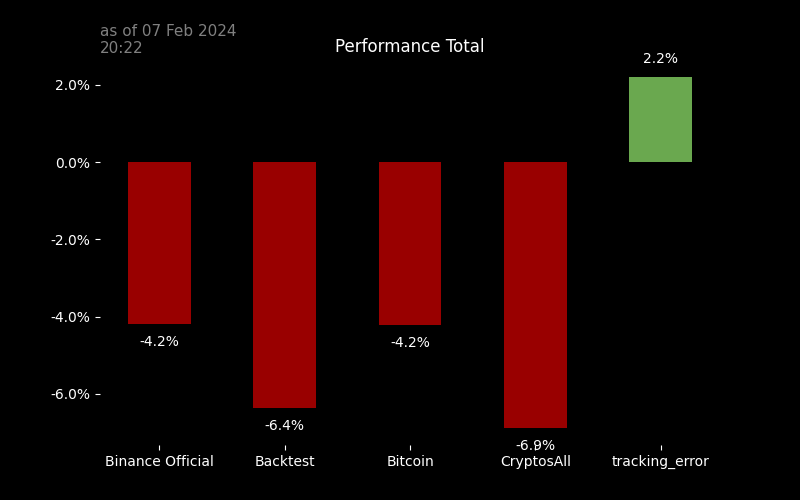 as of 07 Feb 2024
20:22
Performance Total
2.2%
2.0%
0.0%
-2.0%
-4.0%
-6.0%
-4.2%
-6.4%
-4.2%
-6.9%
Binance Official
Backtest
Bitcoin
CryptosAll
tracking_error